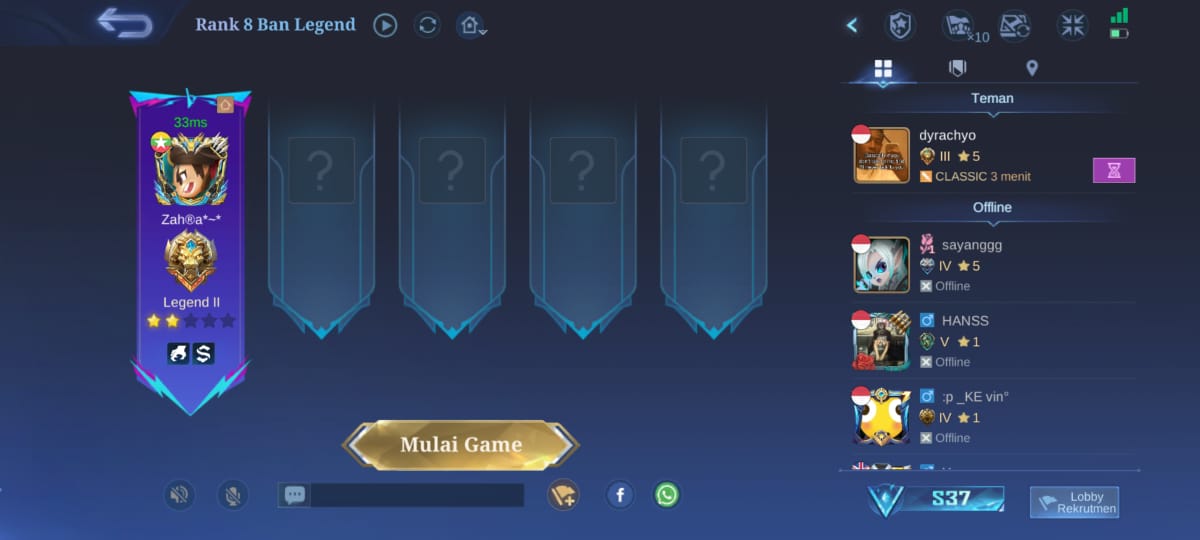 Rank 8 Ban Legend
×10
33ms
Zah®a*~*
Legend II
?
?
?
?
Mulai Game
Teman
dyrachyo
III ★5
CLASSIC 3 menit
Offline
sayanggg
IV ★5
Offline
HANSS
V ★1
Offline
:p _KE vin°
IV ★1
Offline
S37
Lobby
Rekrutmen